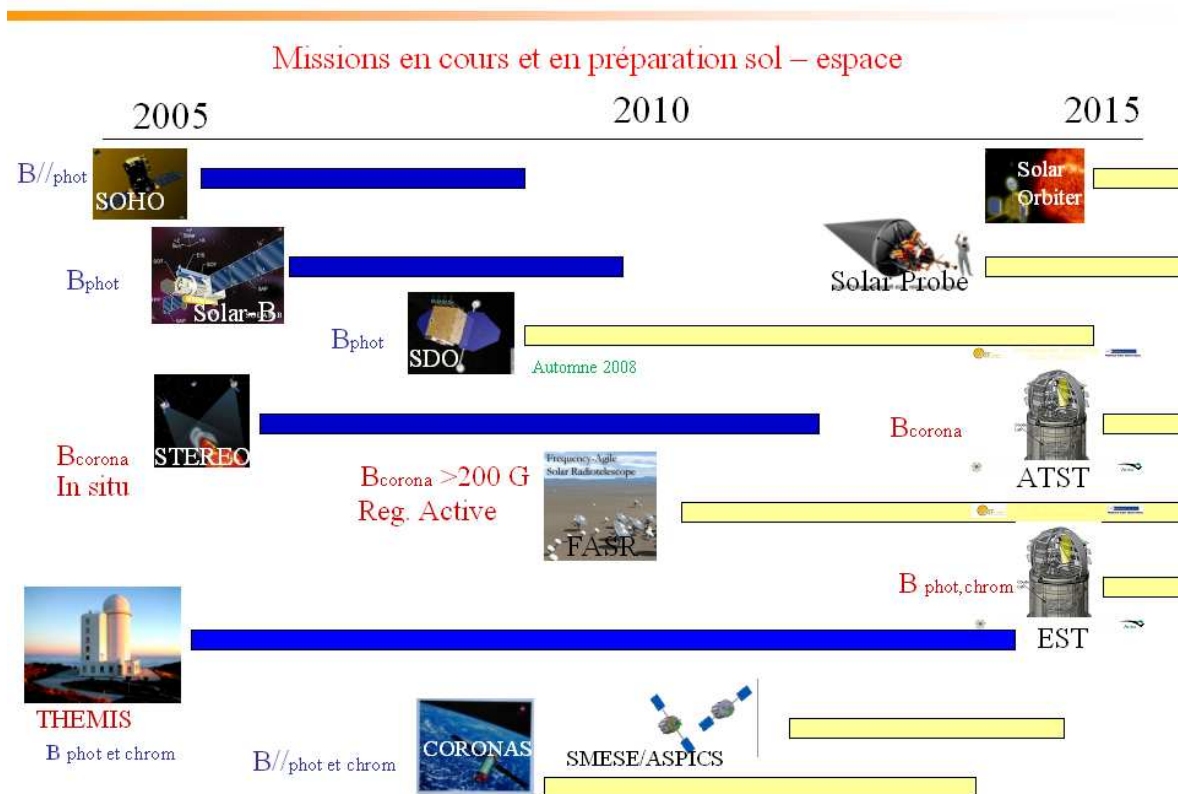 Missions en cours et en préparation sol – espace
2005
2010
2015
B//phot
SOHO
Solar
Orbiter
Bphot
Solar-B
Solar Probe
Bphot
SDO
Automne 2008
STEREO
Bcorona
In situ
Bcorona
ATST
Frequency-Agile
Solar Radiotelescope
Bcorona >200 G
Reg. Active
FASR
B phot,chrom
EST
THEMIS
B phot et chrom
B//phot et chrom
CORONAS
SMESE/ASPICS